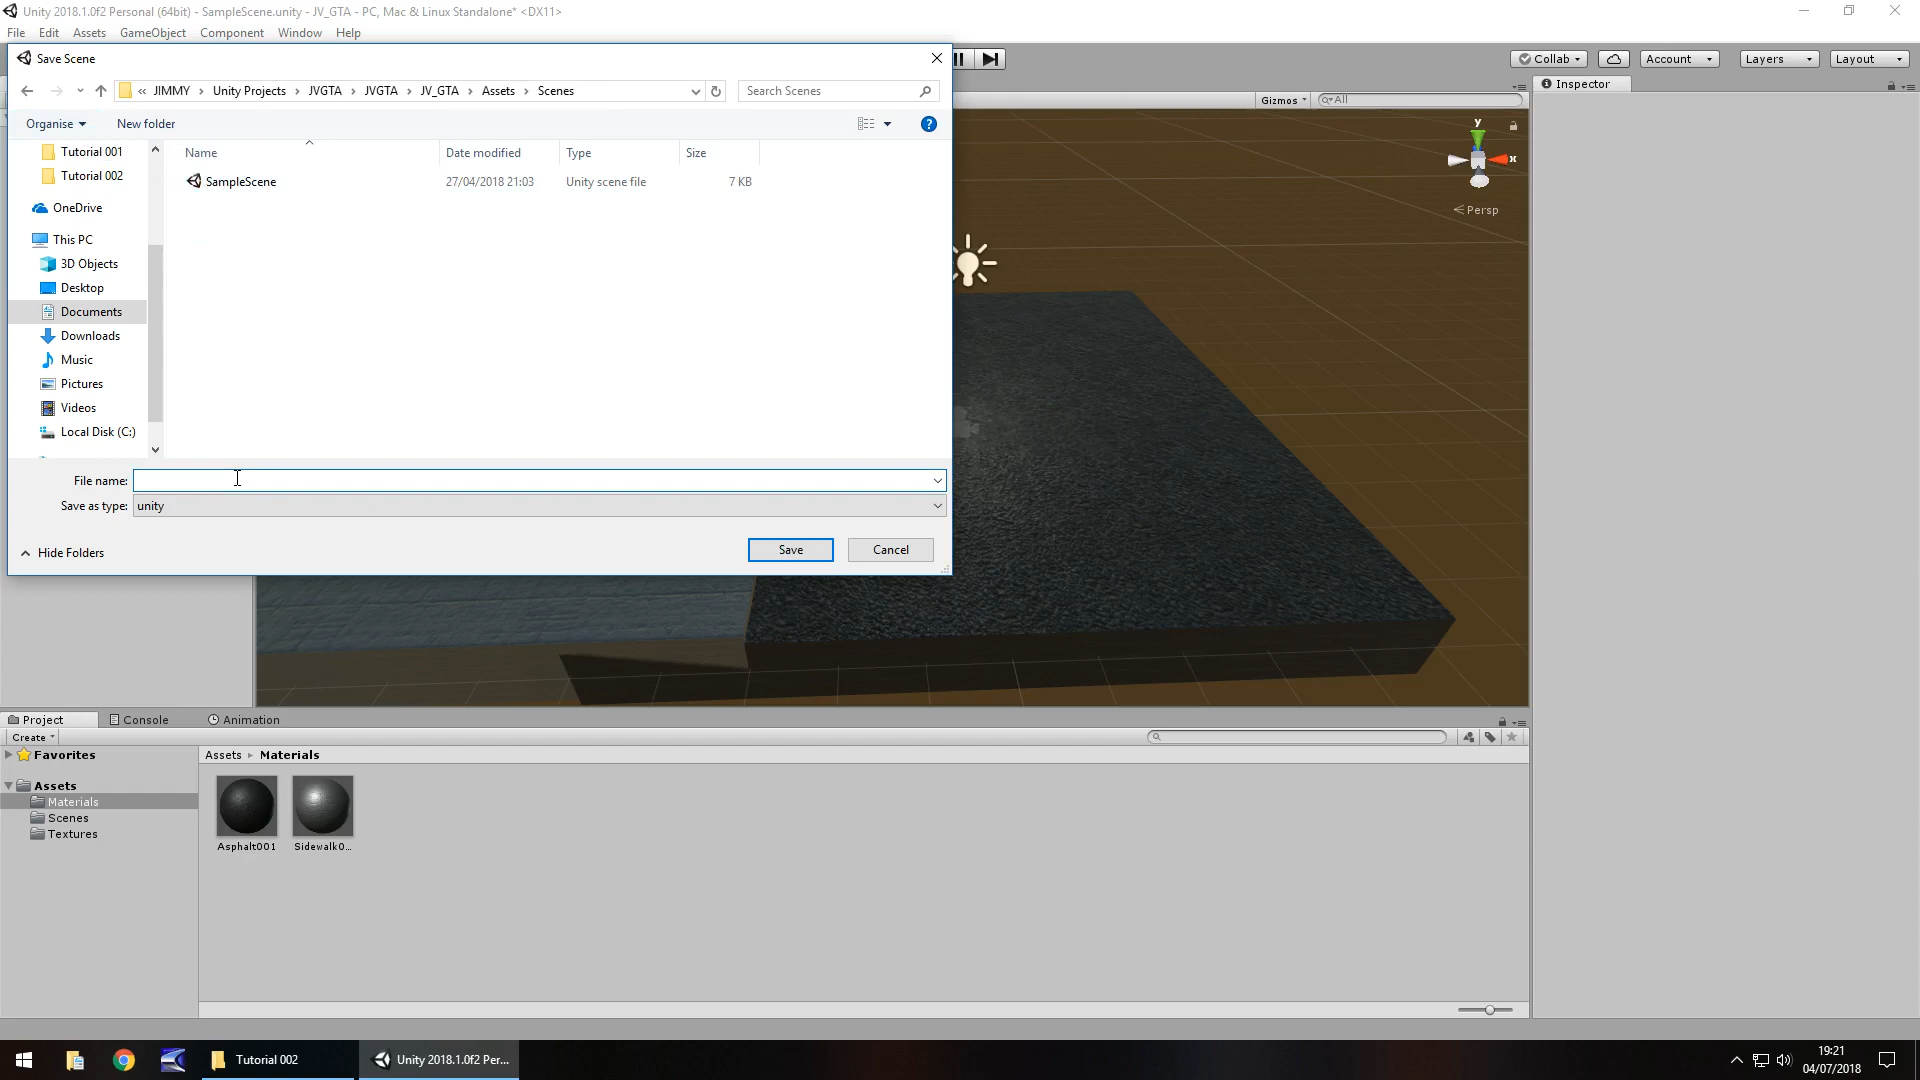 Unity 2018.1.0f2 Personal (64bit) - SampleScene.unity - JV_GTA - PC, Mac & Linux Standalone* <DX11>
File Edit Assets GameObject Component Window Help
Save Scene
Collab Account Layers Layout
« JIMMY > Unity Projects > JVGTA > JVGTA > JV_GTA > Assets > Scenes
Search Scenes
Inspector
Gizmos All
Organise New folder
Name Date modified Type Size
SampleScene 27/04/2018 21:03 Unity scene file 7 KB
Tutorial 001
Tutorial 002
OneDrive
This PC
3D Objects
Desktop
Documents
Downloads
Music
Pictures
Videos
Local Disk (C:)
y
x
Persp
File name:
Save as type: unity
Hide Folders
Save Cancel
Project Console Animation
Create
Favorites
Assets
Materials
Scenes
Textures
Assets Materials
Asphalt001 Sidewalk0...
Tutorial 002
Unity 2018.1.0f2 Per...
19:21
04/07/2018